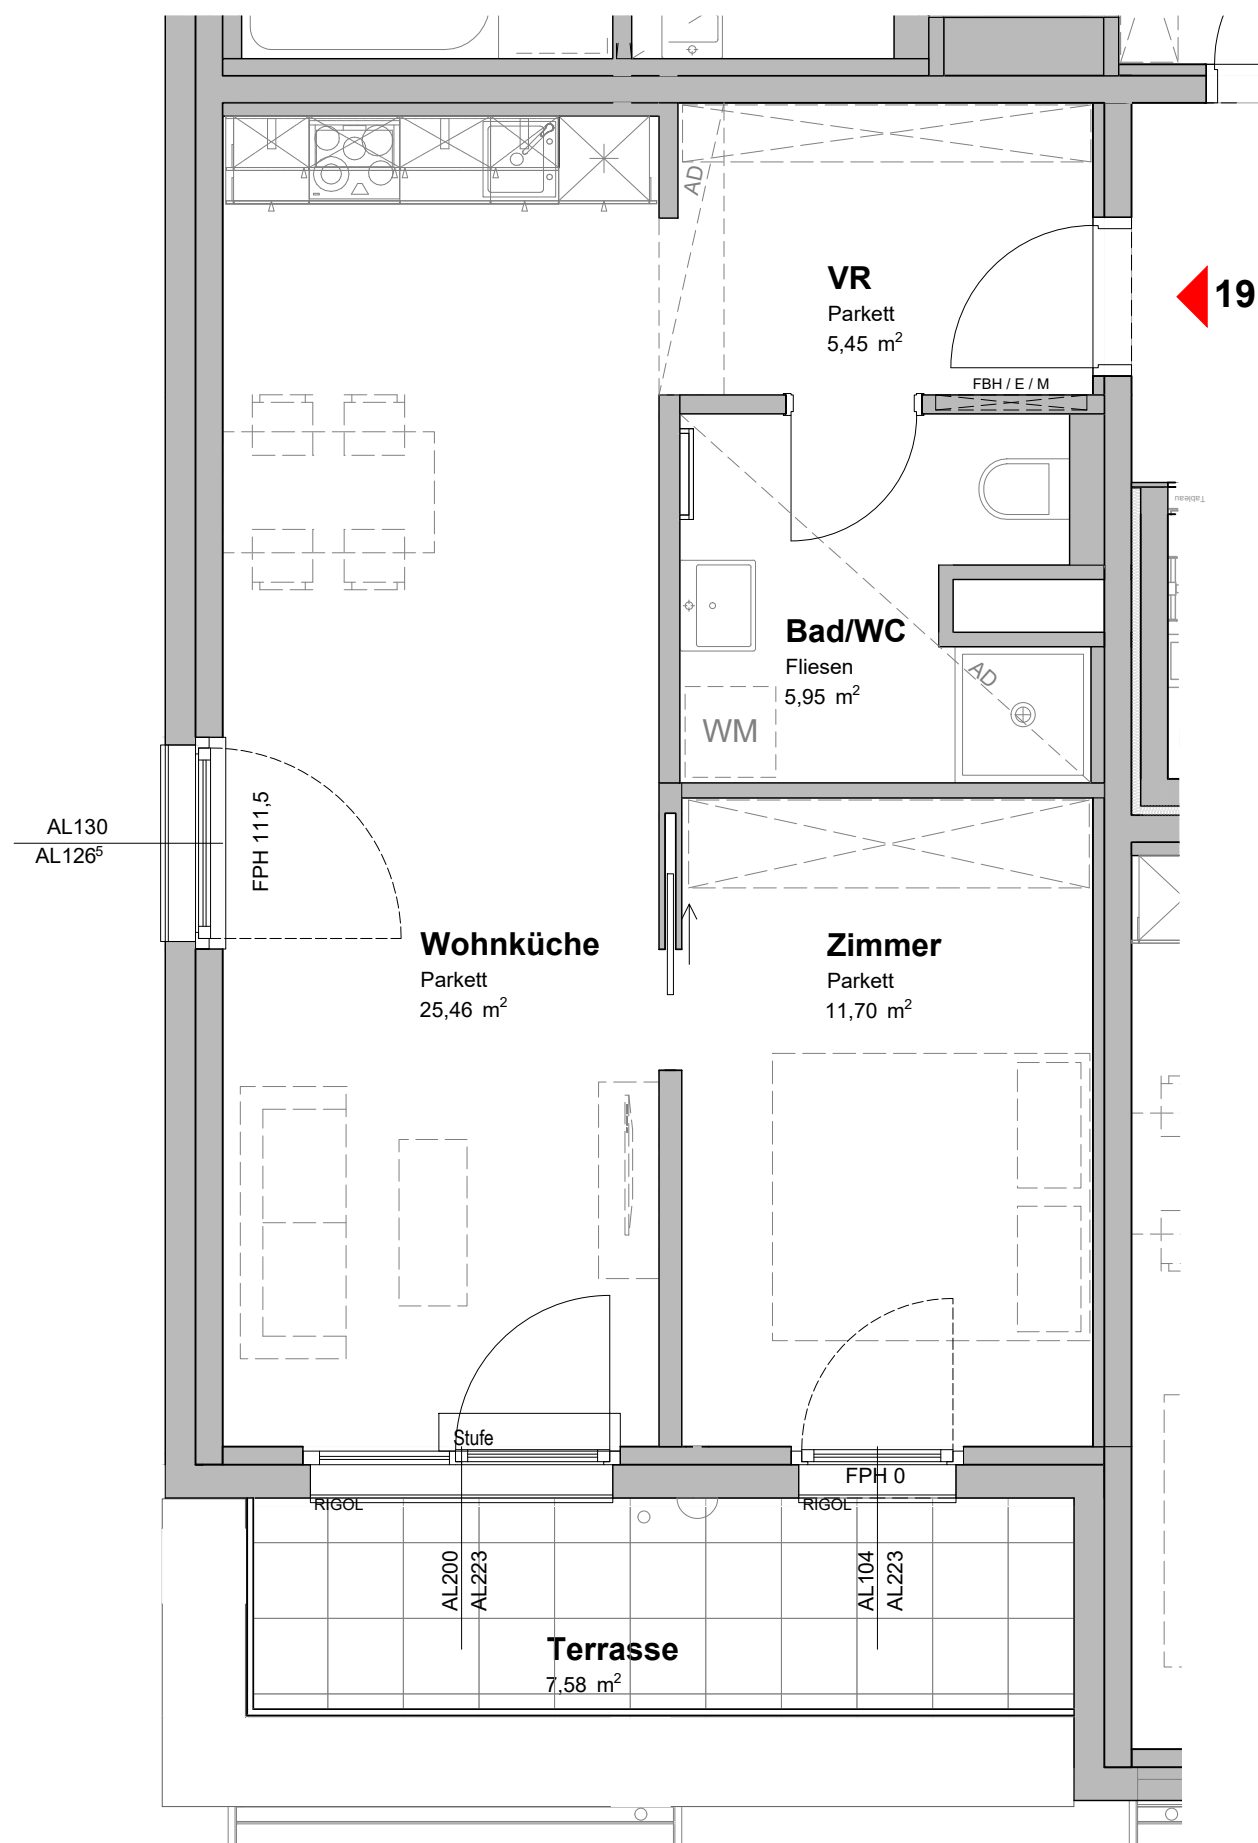 AD
VR
Parkett
5,45 m²
19
FBH / E / M
Tableau
Bad/WC
Fliesen
5,95 m²
AD
WM
AL130
AL126⁵
FPH 111,5
Wohnküche
Parkett
25,46 m²
Zimmer
Parkett
11,70 m²
Stufe
FPH 0
RIGOL
RIGOL
AL200
AL223
AL104
AL223
Terrasse
7,58 m²